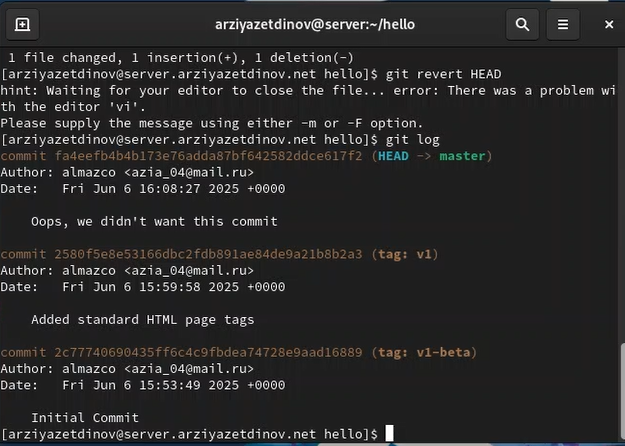 arziyazetdinov@server:~/hello
1 file changed, 1 insertion(+), 1 deletion(-)
[arziyazetdinov@server.arziyazetdinov.net hello]$ git revert HEAD
hint: Waiting for your editor to close the file... error: There was a problem wi
th the editor 'vi'.
Please supply the message using either -m or -F option.
[arziyazetdinov@server.arziyazetdinov.net hello]$ git log
commit fa4eefb4b4b173e76adda87bf642582ddce617f2 (HEAD -> master)
Author: almazco <azia_04@mail.ru>
Date:   Fri Jun 6 16:08:27 2025 +0000
Oops, we didn't want this commit
commit 2580f5e8e53166dbc2fdb891ae84de9a21b8b2a3 (tag: v1)
Author: almazco <azia_04@mail.ru>
Date:   Fri Jun 6 15:59:58 2025 +0000
Added standard HTML page tags
commit 2c77740690435ff6c4c9fbdea74728e9aad16889 (tag: v1-beta)
Author: almazco <azia_04@mail.ru>
Date:   Fri Jun 6 15:53:49 2025 +0000
Initial Commit
[arziyazetdinov@server.arziyazetdinov.net hello]$